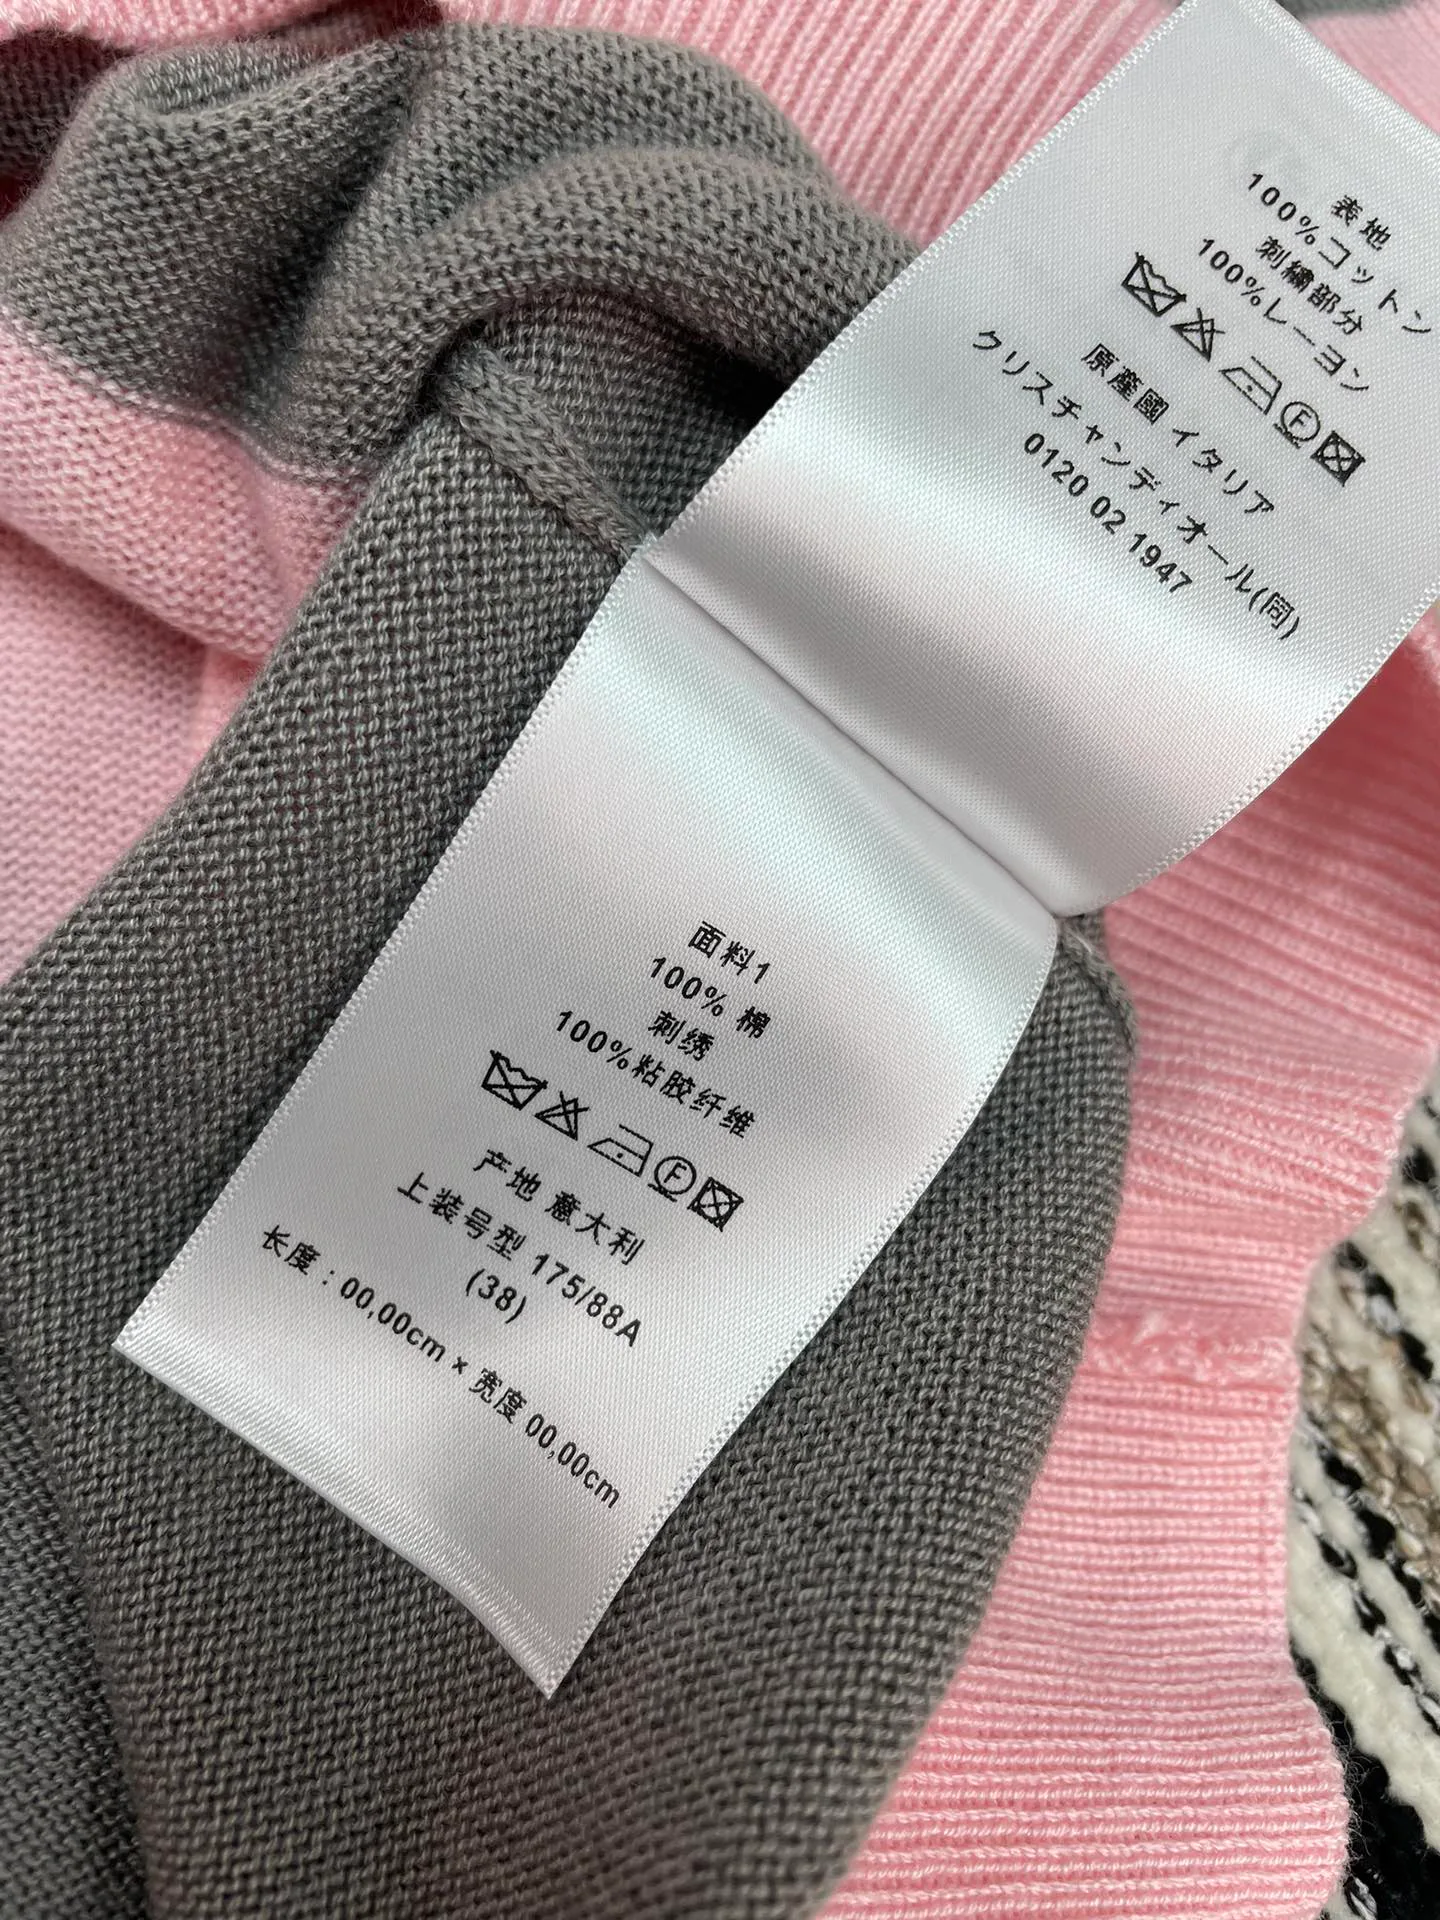 表地
100%コットン
刺繍部分
100%レーヨン
F
原産國 イタリア
クリスチャンディオール(同)
0120 02 1947
面料1
100% 棉
刺绣
100%粘胶纤维
F
产地 意大利
上装号型 175/88A
(38)
长度：00,00cm × 宽度 00,00cm